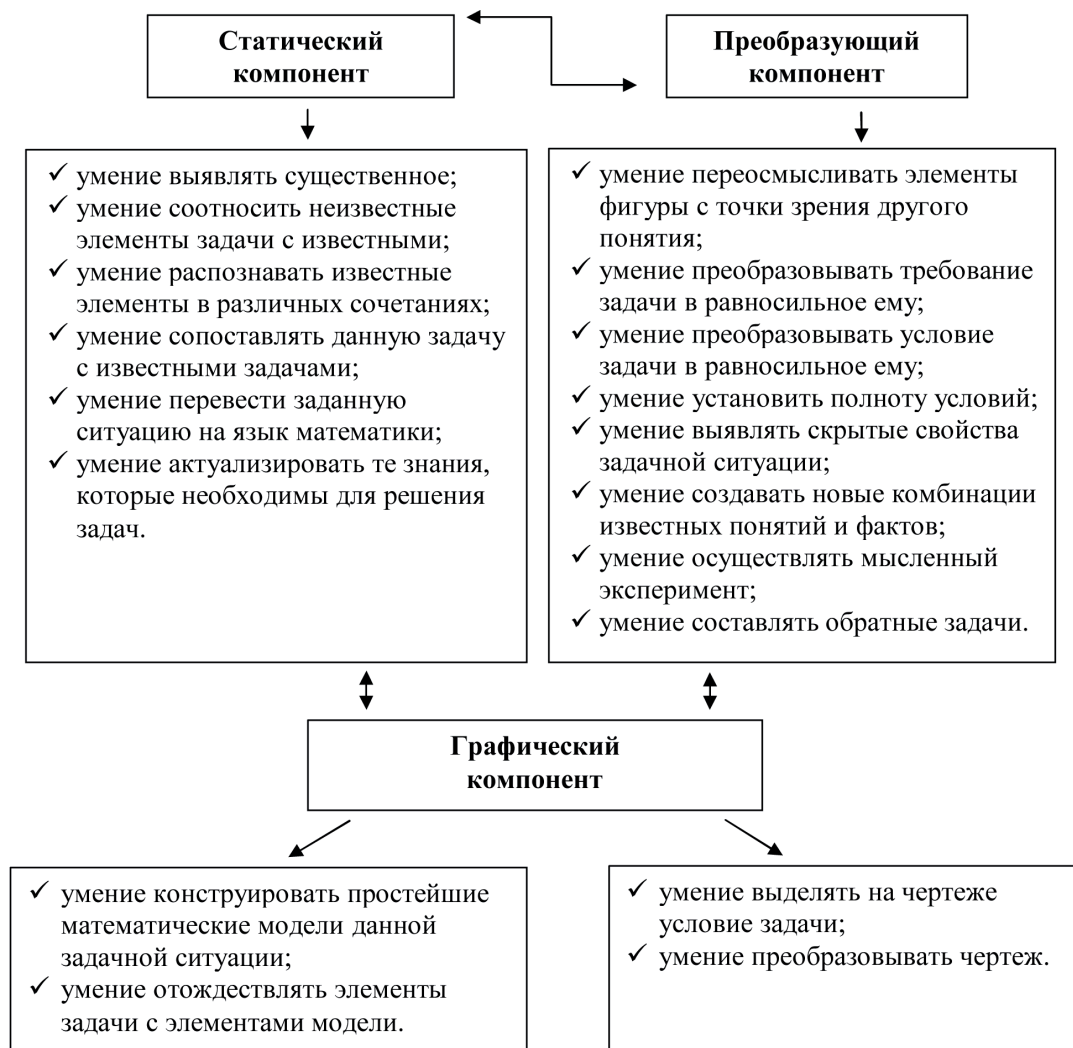 Статический
компонент
Преобразующий
компонент
✓ умение выявлять существенное;
✓ умение соотносить неизвестные
элементы задачи с известными;
✓ умение распознавать известные
элементы в различных сочетаниях;
✓ умение сопоставлять данную задачу
с известными задачами;
✓ умение перевести заданную
ситуацию на язык математики;
✓ умение актуализировать те знания,
которые необходимы для решения
задач.
✓ умение переосмысливать элементы
фигуры с точки зрения другого
понятия;
✓ умение преобразовывать требование
задачи в равносильное ему;
✓ умение преобразовывать условие
задачи в равносильное ему;
✓ умение установить полноту условий;
✓ умение выявлять скрытые свойства
задачной ситуации;
✓ умение создавать новые комбинации
известных понятий и фактов;
✓ умение осуществлять мысленный
эксперимент;
✓ умение составлять обратные задачи.
Графический
компонент
✓ умение конструировать простейшие
математические модели данной
задачной ситуации;
✓ умение отождествлять элементы
задачи с элементами модели.
✓ умение выделять на чертеже
условие задачи;
✓ умение преобразовывать чертеж.